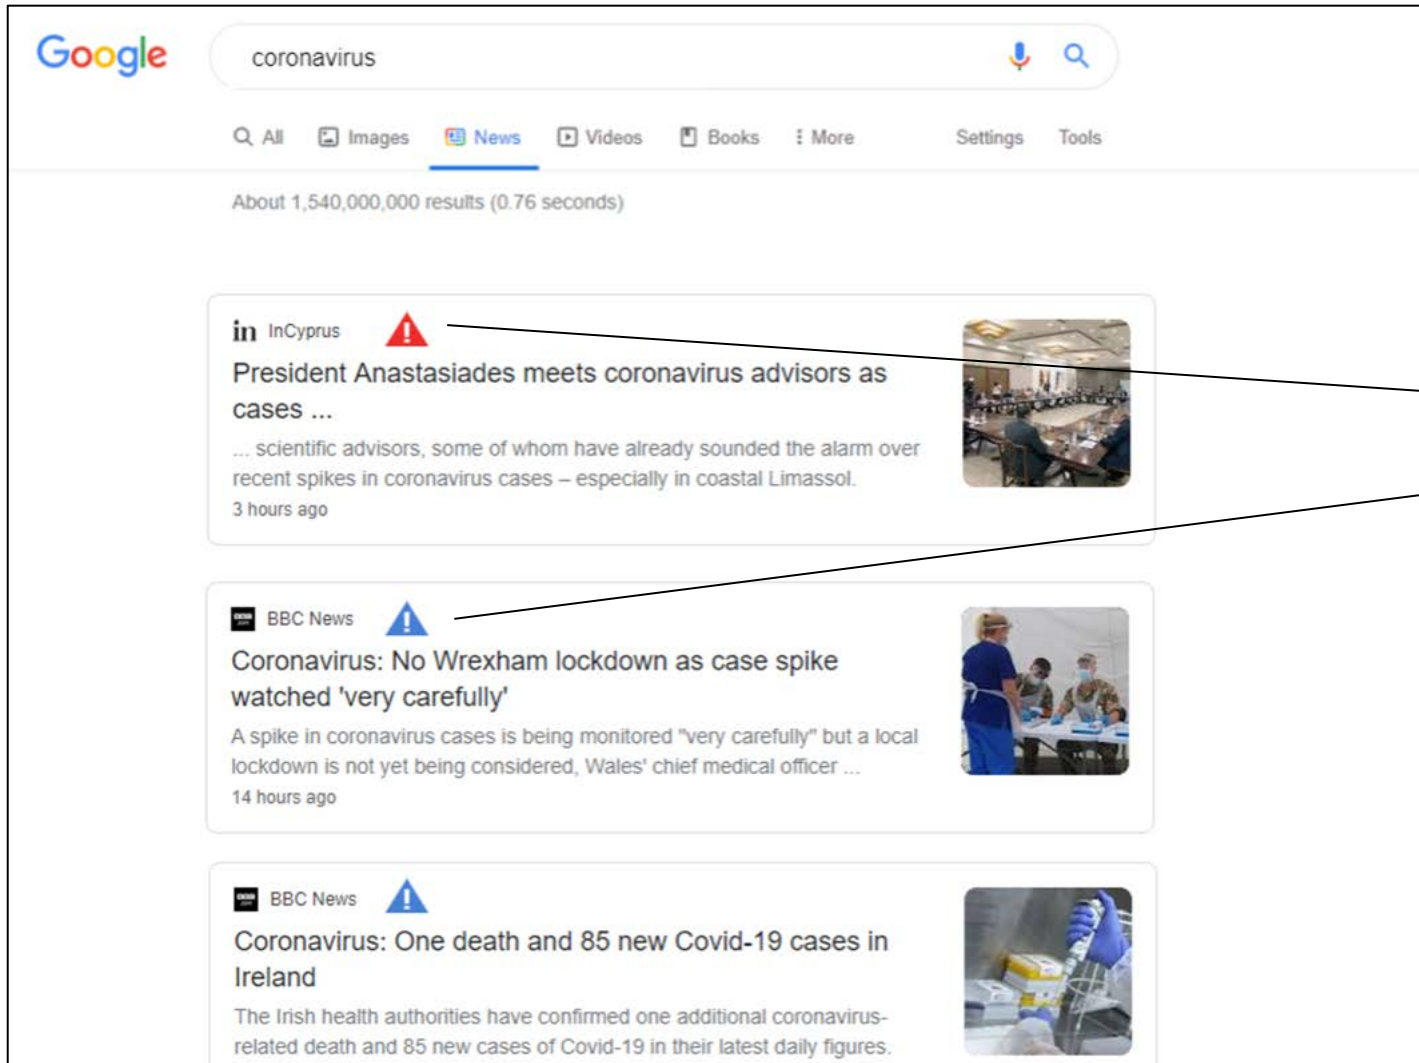 Google
coronavirus
All Images News Videos Books More Settings Tools
About 1,540,000,000 results (0.76 seconds)
in InCyprus
President Anastasiades meets coronavirus advisors as
cases ...
... scientific advisors, some of whom have already sounded the alarm over
recent spikes in coronavirus cases – especially in coastal Limassol.
3 hours ago
BBC News
Coronavirus: No Wrexham lockdown as case spike
watched 'very carefully'
A spike in coronavirus cases is being monitored "very carefully" but a local
lockdown is not yet being considered, Wales' chief medical officer ...
14 hours ago
BBC News
Coronavirus: One death and 85 new Covid-19 cases in
Ireland
The Irish health authorities have confirmed one additional coronavirus-
related death and 85 new cases of Covid-19 in their latest daily figures.